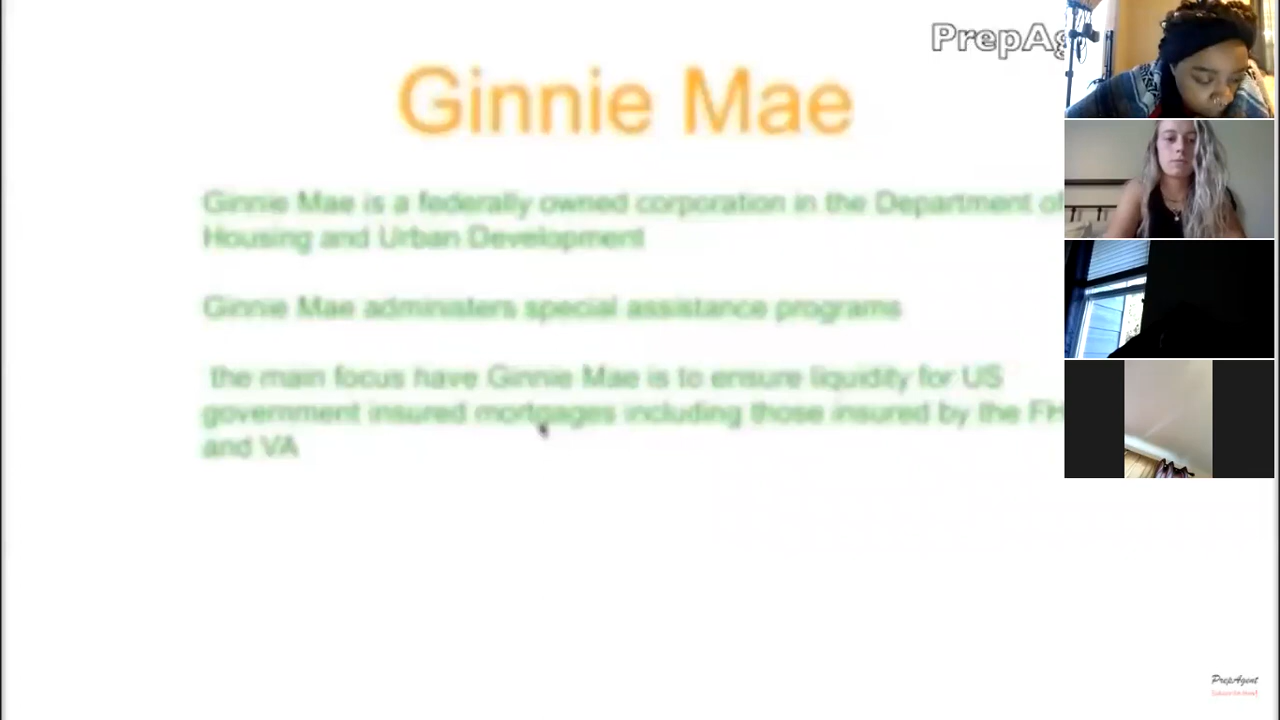 PrepAg
Ginnie Mae
Ginnie Mae is a federally owned corporation in the Department of
Housing and Urban Development
Ginnie Mae administers special assistance programs
the main focus have Ginnie Mae is to ensure liquidity for US
government insured mortgages including those insured by the FH
and VA
PrepAgent